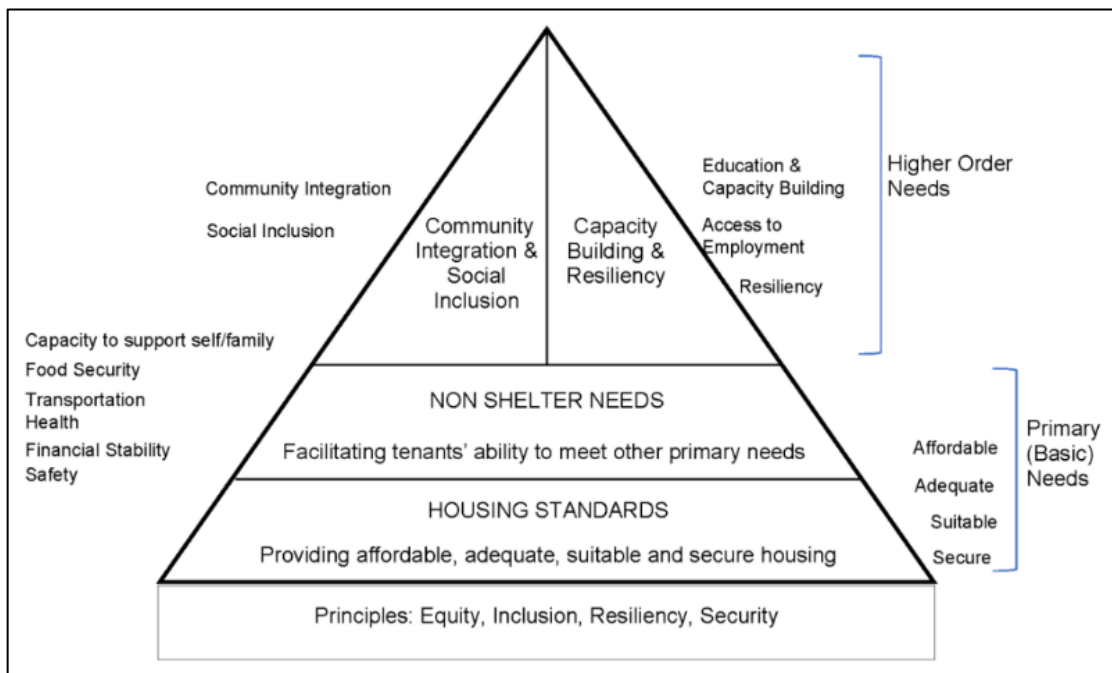 Community Integration
Social Inclusion
Community
Integration &
Social
Inclusion
Capacity
Building &
Resiliency
Education &
Capacity Building
Access to
Employment
Resiliency
Higher Order
Needs
Capacity to support self/family
Food Security
Transportation
Health
Financial Stability
Safety
NON SHELTER NEEDS
Facilitating tenants’ ability to meet other primary needs
HOUSING STANDARDS
Providing affordable, adequate, suitable and secure housing
Affordable
Adequate
Suitable
Secure
Primary
(Basic)
Needs
Principles: Equity, Inclusion, Resiliency, Security